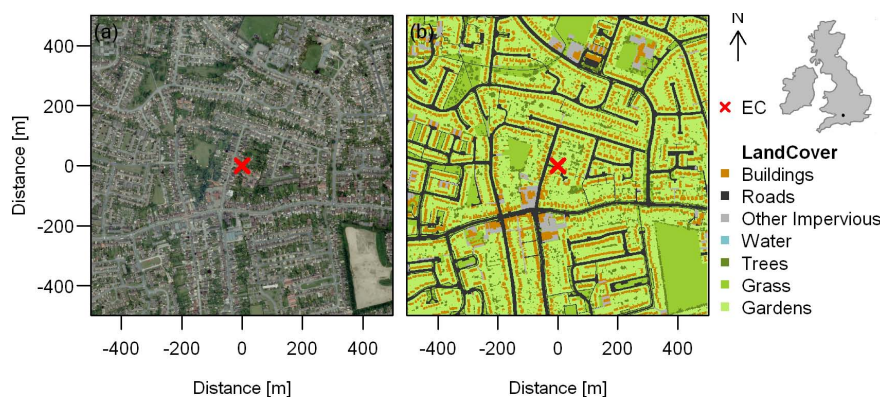 (a)
(b)
N
EC
LandCover
Buildings
Roads
Other Impervious
Water
Trees
Grass
Gardens
Distance [m]
400
200
0
-200
-400
-400
-200
0
200
400
-400
-200
0
200
400
Distance [m]
Distance [m]